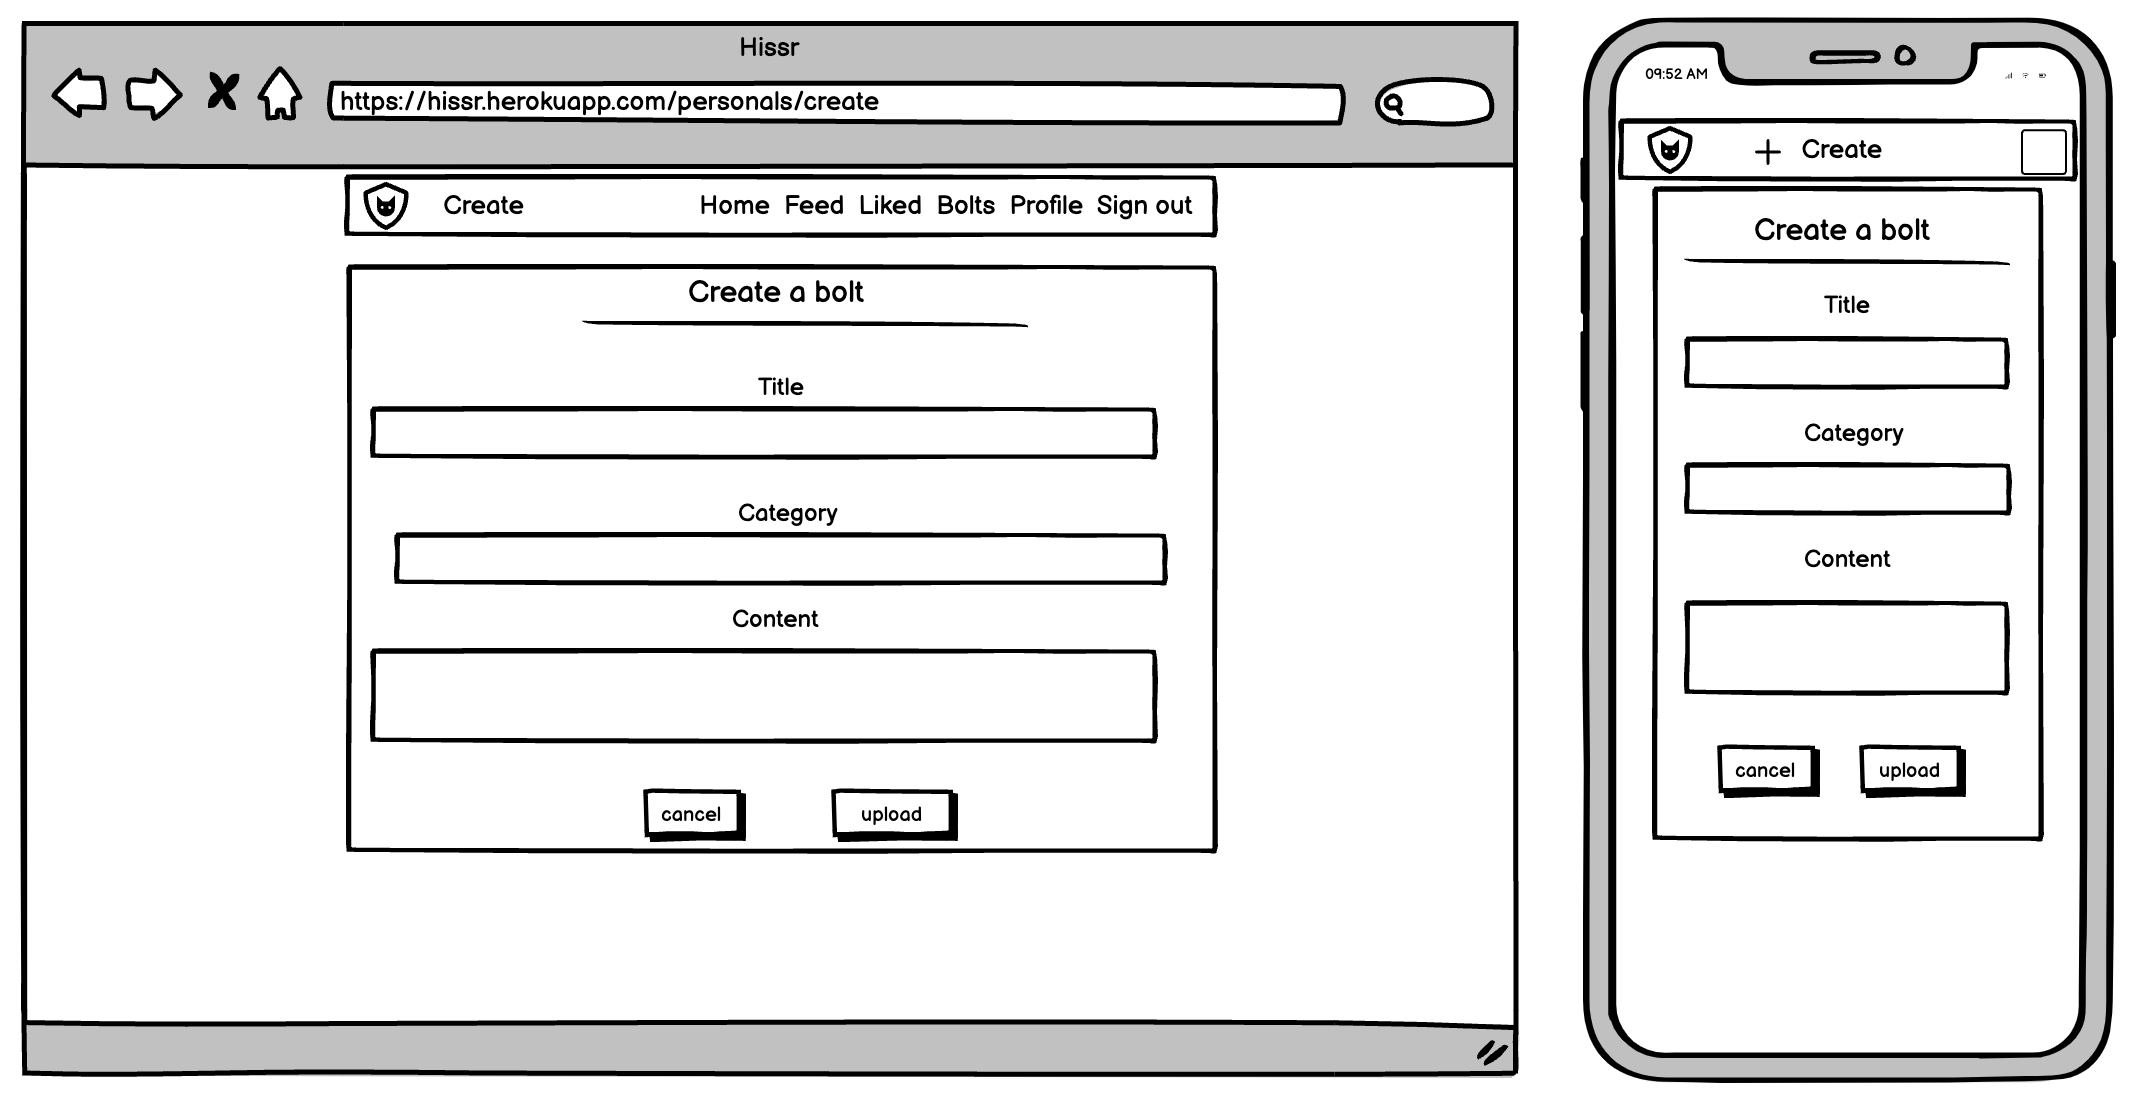 Hissr
https://hissr.herokuapp.com/personals/create
Create Home Feed Liked Bolts Profile Sign out
Create a bolt
Title
Category
Content
cancel upload
09:52 AM
+ Create
Create a bolt
Title
Category
Content
cancel upload